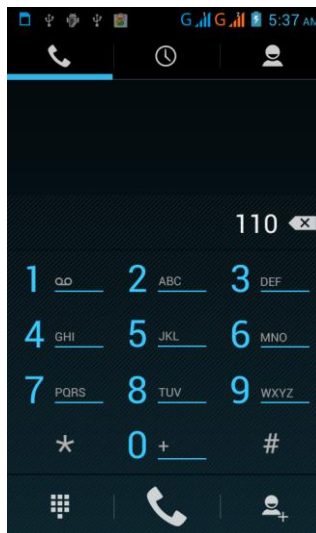 G G 5:37 AM
110
1 2 ABC 3 DEF
4 GHI 5 JKL 6 MNO
7 PQRS 8 TUV 9 WXYZ
* 0 + #